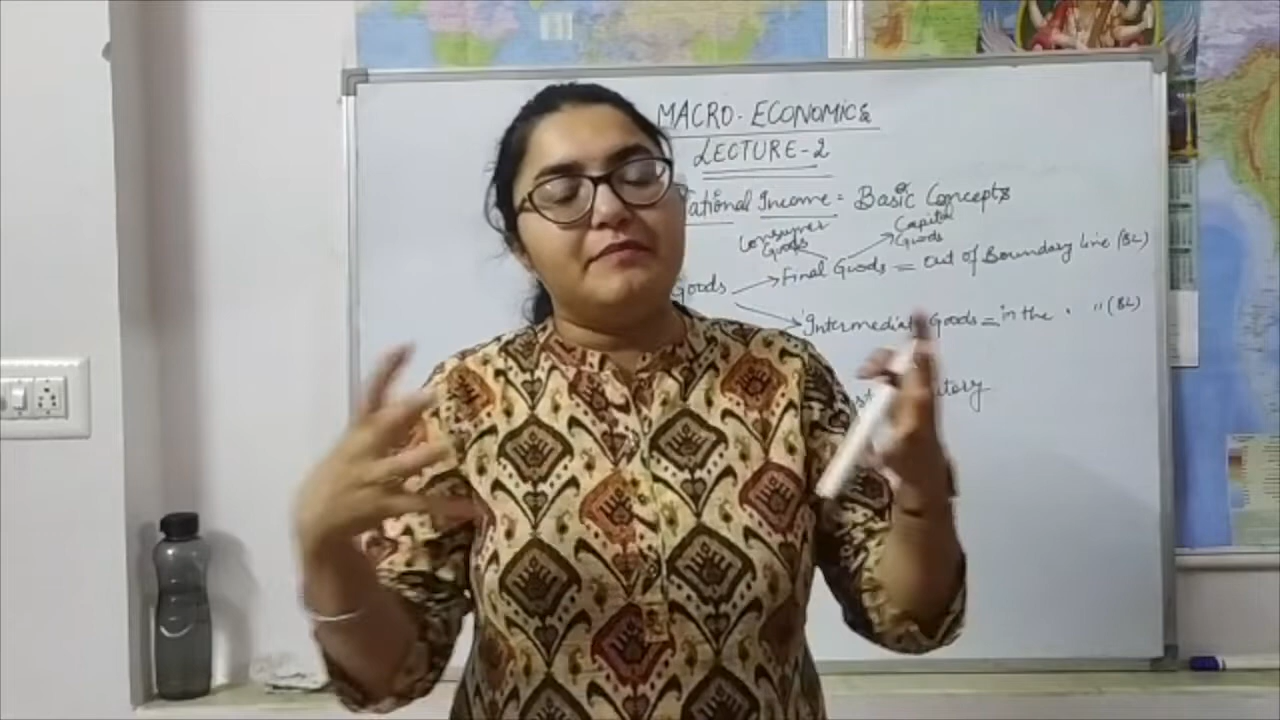 MACRO-ECONOMICS
LECTURE-2
National Income = Basic Concepts
Consumer Goods
Capital Goods
Goods
Final Goods = Out of Boundary line (BL)
Intermediate Goods = in the " " (BL)